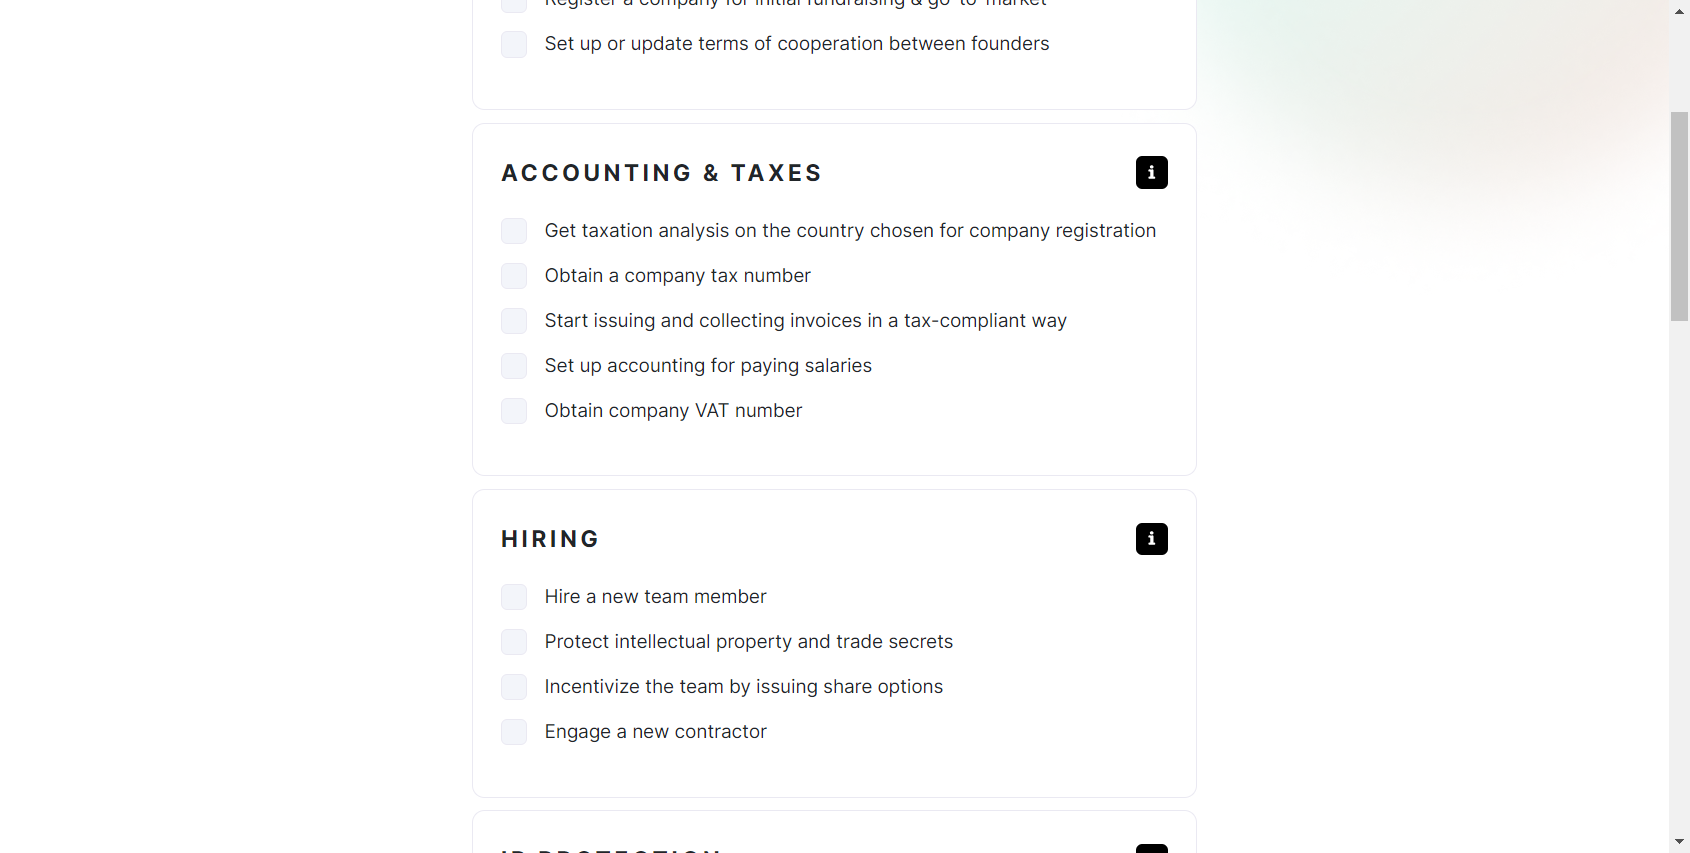 Register a company for initial fundraising & go-to-market
Set up or update terms of cooperation between founders
ACCOUNTING & TAXES
i
Get taxation analysis on the country chosen for company registration
Obtain a company tax number
Start issuing and collecting invoices in a tax-compliant way
Set up accounting for paying salaries
Obtain company VAT number
HIRING
i
Hire a new team member
Protect intellectual property and trade secrets
Incentivize the team by issuing share options
Engage a new contractor
IP PROTECTION